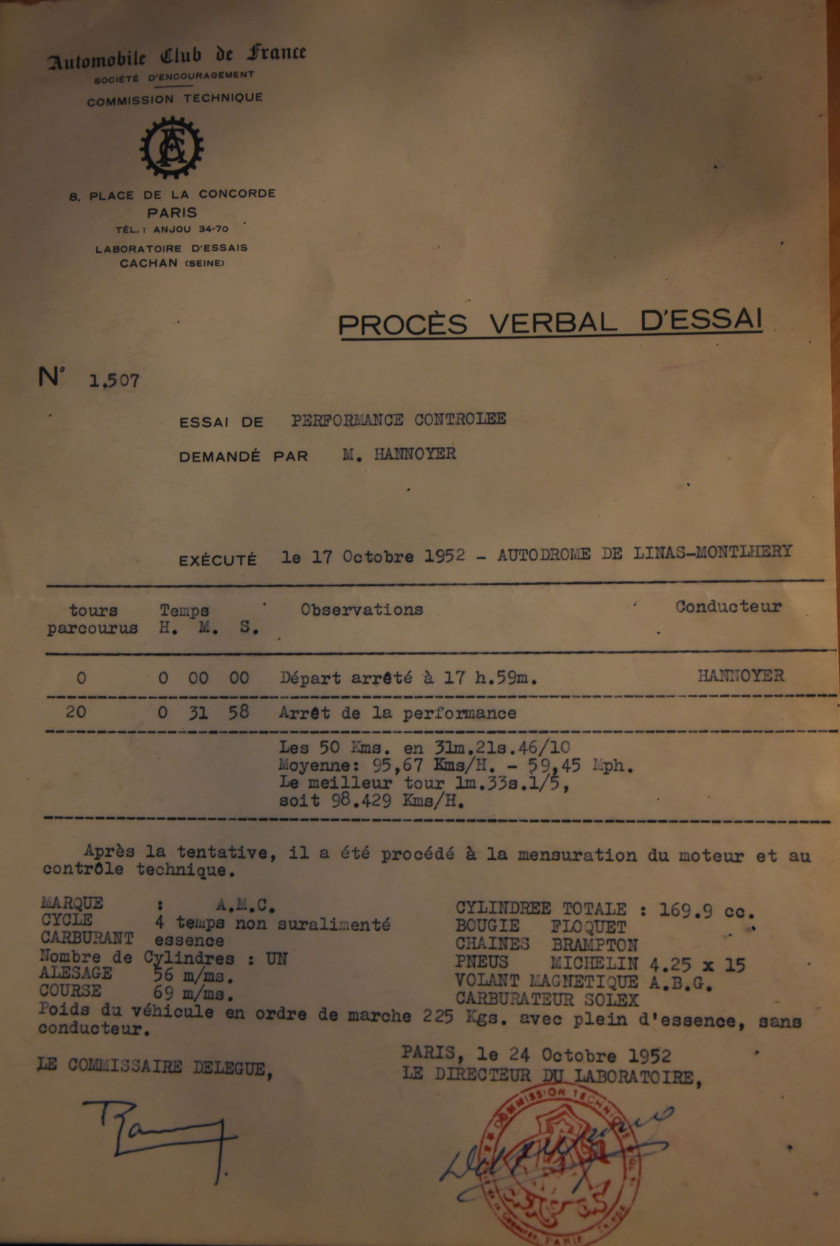 Automobile Club de France
SOCIÉTÉ D'ENCOURAGEMENT
COMMISSION TECHNIQUE
8, PLACE DE LA CONCORDE
PARIS
TÉL. : ANJOU 34-70
LABORATOIRE D'ESSAIS
CACHAN (SEINE)
PROCÈS VERBAL D'ESSAI
N° 1.507
ESSAI DE PERFORMANCE CONTROLEE
DEMANDÉ PAR M. HANNOYER
EXÉCUTÉ le 17 Octobre 1952 - AUTODROME DE LINAS-MONTLHERY
tours Temps Observations Conducteur
parcourus H. M. S.
0 0 00 00 Départ arrêté à 17 h.59m. HANNOYER
20 0 31 58 Arrêt de la performance
Les 50 Kms. en 31m.21s.46/10
Moyenne: 95,67 Kms/H. - 59,45 Mph.
Le meilleur tour 1m.33s.1/5,
soit 98.429 Kms/H.
Après la tentative, il a été procédé à la mensuration du moteur et au
contrôle technique.
MARQUE : A.M.C.
CYCLE 4 temps non suralimenté
CARBURANT essence
Nombre de Cylindres : UN
ALESAGE 56 m/ms.
COURSE 69 m/ms.
CYLINDREE TOTALE : 169.9 cc.
BOUGIE FLOQUET
CHAINES BRAMPTON
PNEUS MICHELIN 4.25 x 15
VOLANT MAGNETIQUE A.B.G.
CARBURATEUR SOLEX
Poids du véhicule en ordre de marche 225 Kgs. avec plein d'essence, sans
conducteur.
LE COMMISSAIRE DELEGUE,
PARIS, le 24 Octobre 1952
LE DIRECTEUR DU LABORATOIRE,
COMMISSION TECHNIQUE
PARIS